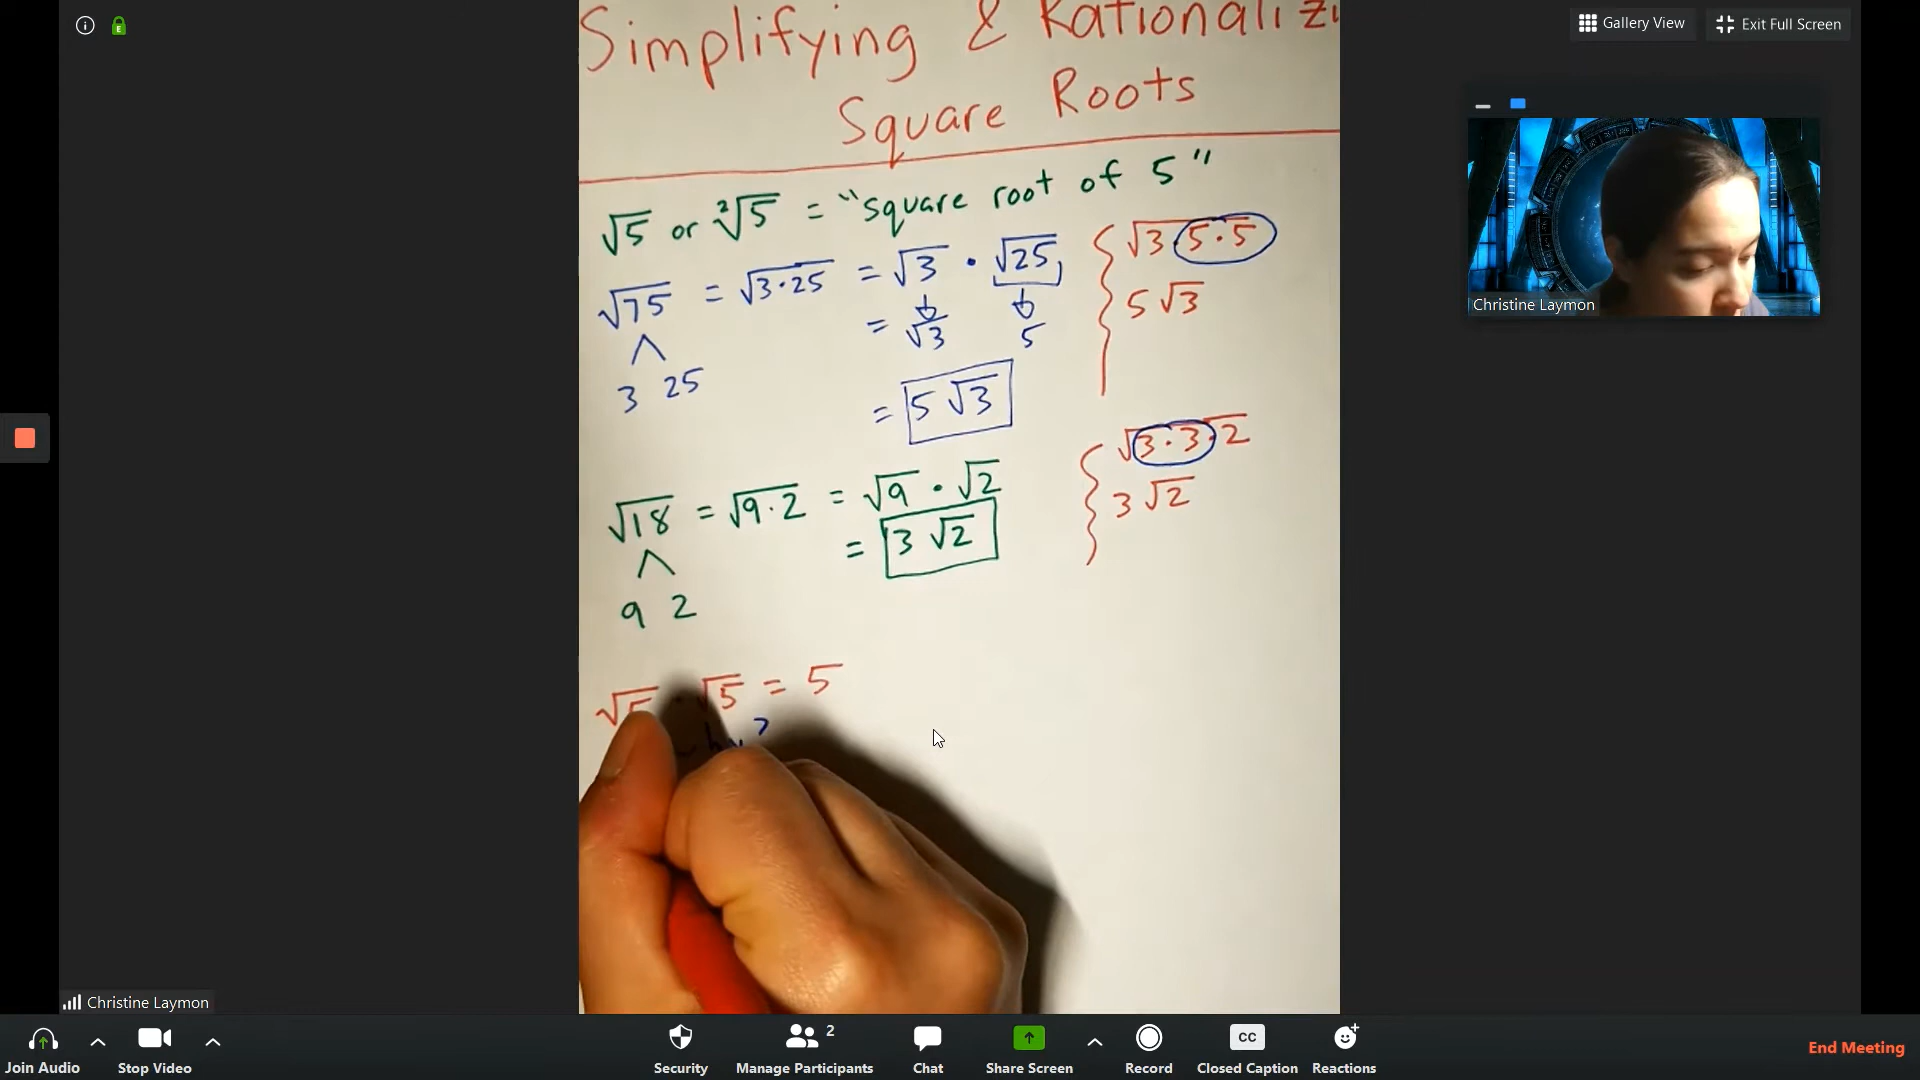 Gallery View
Exit Full Screen
Simplifying & Rationalizi
Square Roots
√5 or ²√5 = "square root of 5"
√75 = √3·25 = √3 · √25
= √3 5
3 25
= 5√3
√3·5·5
5√3
√18 = √9·2 = √9 · √2
= 3√2
9 2
√3·3·2
3√2
√5 · √5 = 5
Christine Laymon
Christine Laymon
Join Audio
Stop Video
Security
2
Manage Participants
Chat
Share Screen
Record
CC
Closed Caption
Reactions
End Meeting